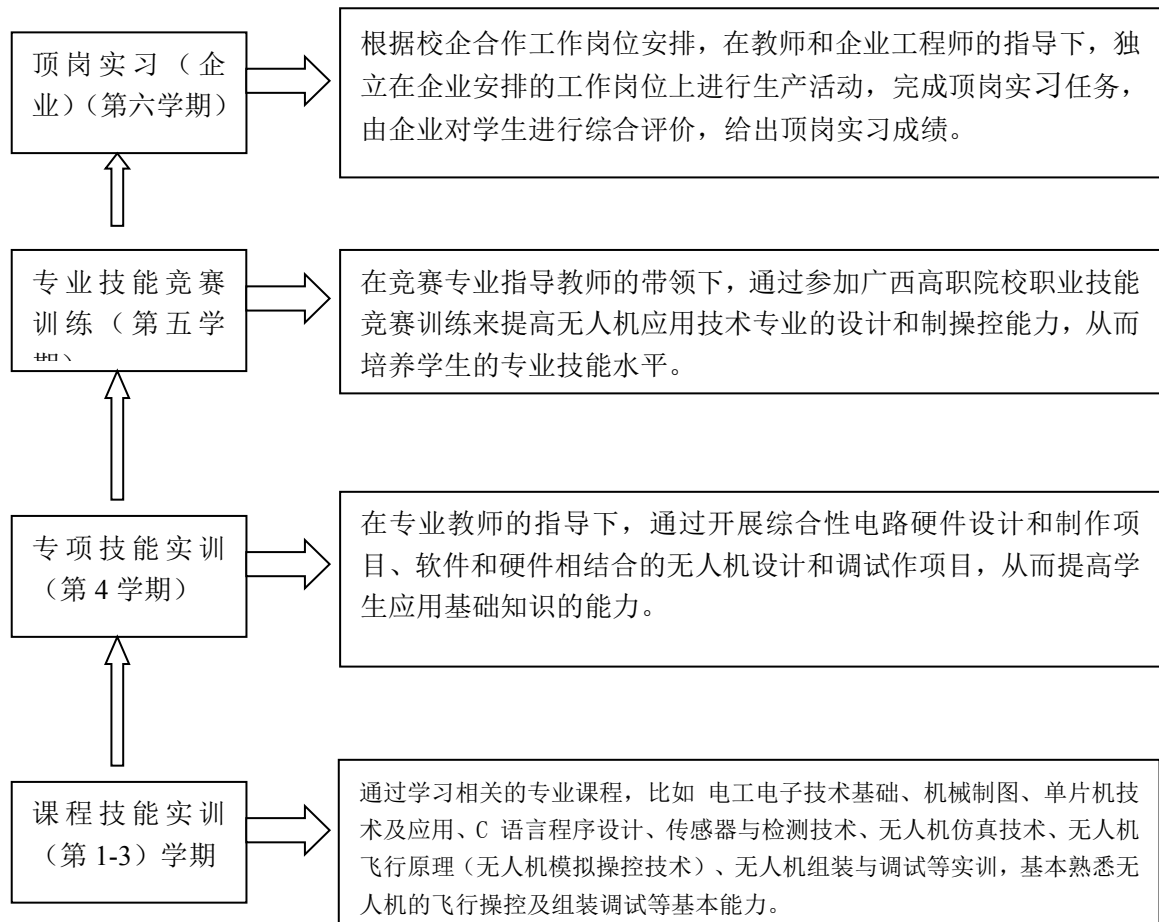 顶岗实习（企
业）（第六学期）
根据校企合作工作岗位安排，在教师和企业工程师的指导下，独
立在企业安排的工作岗位上进行生产活动，完成顶岗实习任务，
由企业对学生进行综合评价，给出顶岗实习成绩。
专业技能竞赛
训练（第五学
期）
在竞赛专业指导教师的带领下，通过参加广西高职院校职业技能
竞赛训练来提高无人机应用技术专业的设计和制操控能力，从而
培养学生的专业技能水平。
专项技能实训
（第 4 学期）
在专业教师的指导下，通过开展综合性电路硬件设计和制作项
目、软件和硬件相结合的无人机设计和调试作项目，从而提高学
生应用基础知识的能力。
课程技能实训
（第 1-3）学期
通过学习相关的专业课程，比如 电工电子技术基础、机械制图、单片机技
术及应用、C 语言程序设计、传感器与检测技术、无人机仿真技术、无人机
飞行原理（无人机模拟操控技术）、无人机组装与调试等实训，基本熟悉无
人机的飞行操控及组装调试等基本能力。